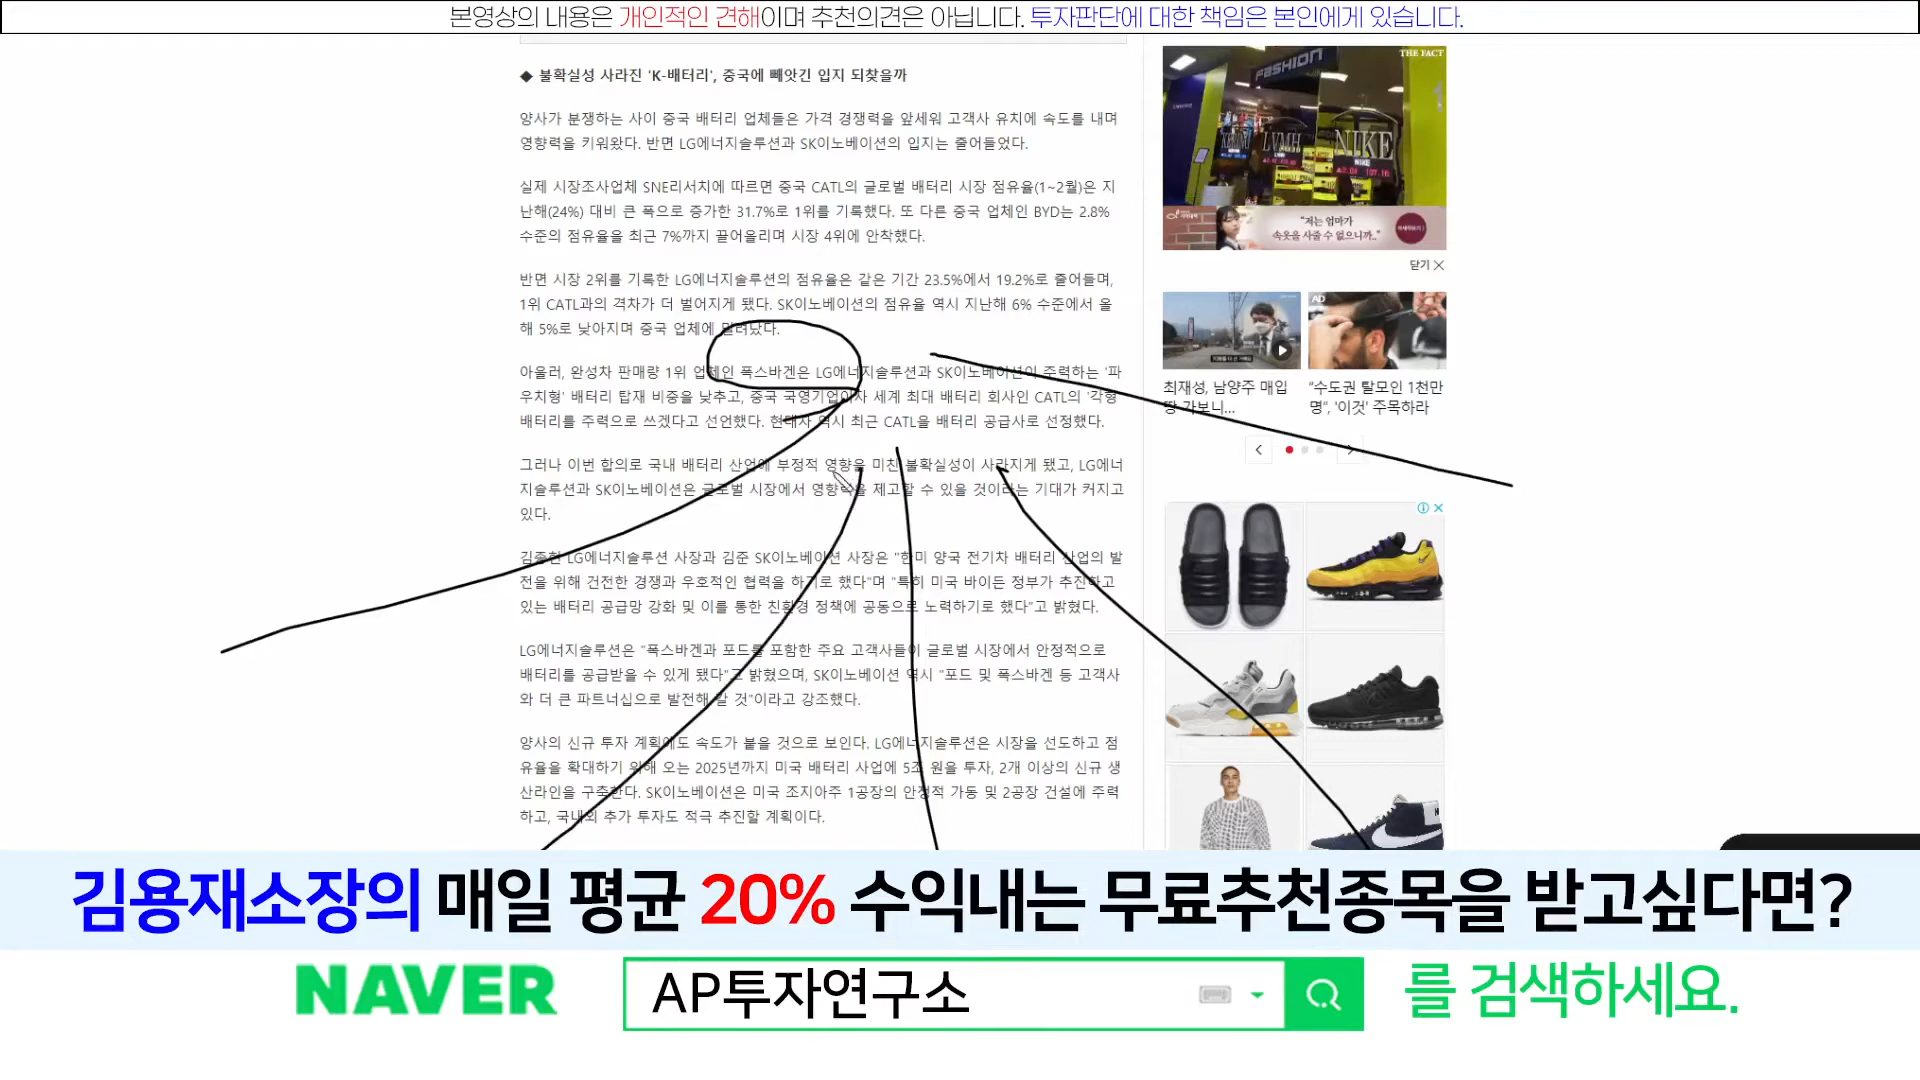 본영상의 내용은 개인적인 견해이며 추천의견은 아닙니다. 투자판단에 대한 책임은 본인에게 있습니다.
◆ 불확실성 사라진 'K-배터리', 중국에 빼앗긴 입지 되찾을까
양사가 분쟁하는 사이 중국 배터리 업체들은 가격 경쟁력을 앞세워 고객사 유치에 속도를 내며
영향력을 키워왔다. 반면 LG에너지솔루션과 SK이노베이션의 입지는 줄어들었다.
실제 시장조사업체 SNE리서치에 따르면 중국 CATL의 글로벌 배터리 시장 점유율(1~2월)은 지
난해(24%) 대비 큰 폭으로 증가한 31.7%로 1위를 기록했다. 또 다른 중국 업체인 BYD는 2.8%
수준의 점유율을 최근 7%까지 끌어올리며 시장 4위에 안착했다.
반면 시장 2위를 기록한 LG에너지솔루션의 점유율은 같은 기간 23.5%에서 19.2%로 줄어들며,
1위 CATL과의 격차가 더 벌어지게 됐다. SK이노베이션의 점유율 역시 지난해 6% 수준에서 올
해 5%로 낮아지며 중국 업체에 밀려났다.
아울러, 완성차 판매량 1위 업체인 폭스바겐은 LG에너지솔루션과 SK이노베이션이 주력하는 '파
우치형' 배터리 탑재 비중을 낮추고, 중국 국영기업이자 세계 최대 배터리 회사인 CATL의 '각형'
배터리를 주력으로 쓰겠다고 선언했다. 현대차 역시 최근 CATL을 배터리 공급사로 선정했다.
그러나 이번 합의로 국내 배터리 산업에 부정적 영향을 미친 불확실성이 사라지게 됐고, LG에너
지솔루션과 SK이노베이션은 글로벌 시장에서 영향력을 제고할 수 있을 것이라는 기대가 커지고
있다.
김종현 LG에너지솔루션 사장과 김준 SK이노베이션 사장은 "한미 양국 전기차 배터리 산업의 발
전을 위해 건전한 경쟁과 우호적인 협력을 하기로 했다"며 "특히 미국 바이든 정부가 추진하고
있는 배터리 공급망 강화 및 이를 통한 친환경 정책에 공동으로 노력하기로 했다"고 밝혔다.
LG에너지솔루션은 "폭스바겐과 포드를 포함한 주요 고객사들이 글로벌 시장에서 안정적으로
배터리를 공급받을 수 있게 됐다"고 밝혔으며, SK이노베이션 역시 "포드 및 폭스바겐 등 고객사
와 더 큰 파트너십으로 발전해 갈 것"이라고 강조했다.
양사의 신규 투자 계획에도 속도가 붙을 것으로 보인다. LG에너지솔루션은 시장을 선도하고 점
유율을 확대하기 위해 오는 2025년까지 미국 배터리 사업에 5조 원을 투자, 2개 이상의 신규 생
산라인을 구축한다. SK이노베이션은 미국 조지아주 1공장의 안정적 가동 및 2공장 건설에 주력
하고, 국내외 추가 투자도 적극 추진할 계획이다.
THE FACT
FASHION
LVMH
NIKE
107.16
"저는 엄마가
속옷을 사줄 수 없으니까.."
닫기 ×
AD
최재성, 남양주 매입
땅 가보니...
"수도권 탈모인 1천만
명", '이것' 주목하라
김용재소장의 매일 평균 20% 수익내는 무료추천종목을 받고싶다면?
NAVER AP투자연구소 를 검색하세요.